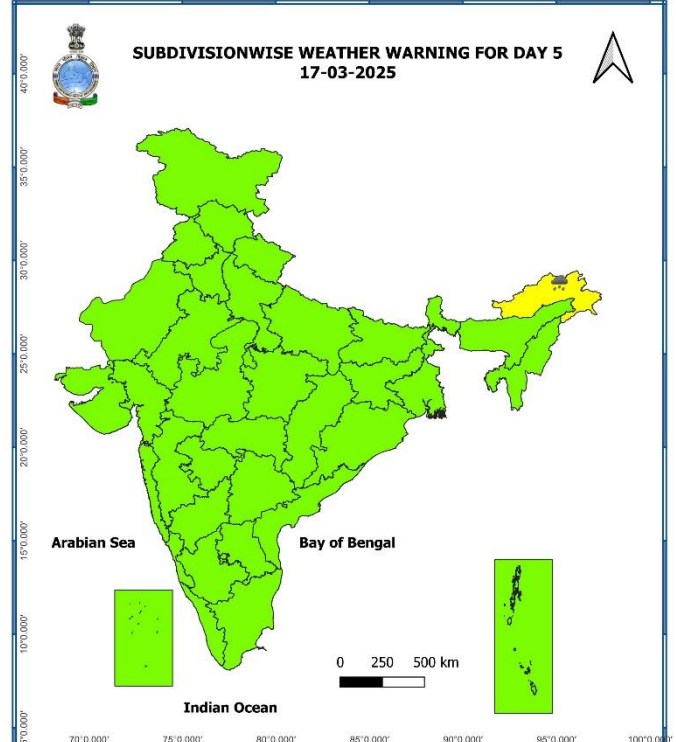 SUBDIVISIONWISE WEATHER WARNING FOR DAY 5
17-03-2025
40°0.000'
35°0.000'
30°0.000'
25°0.000'
20°0.000'
15°0.000'
10°0.000'
5°0.000'
Arabian Sea
Bay of Bengal
0 250 500 km
Indian Ocean
70°0.000' 75°0.000' 80°0.000' 85°0.000' 90°0.000' 95°0.000' 100°0.000'